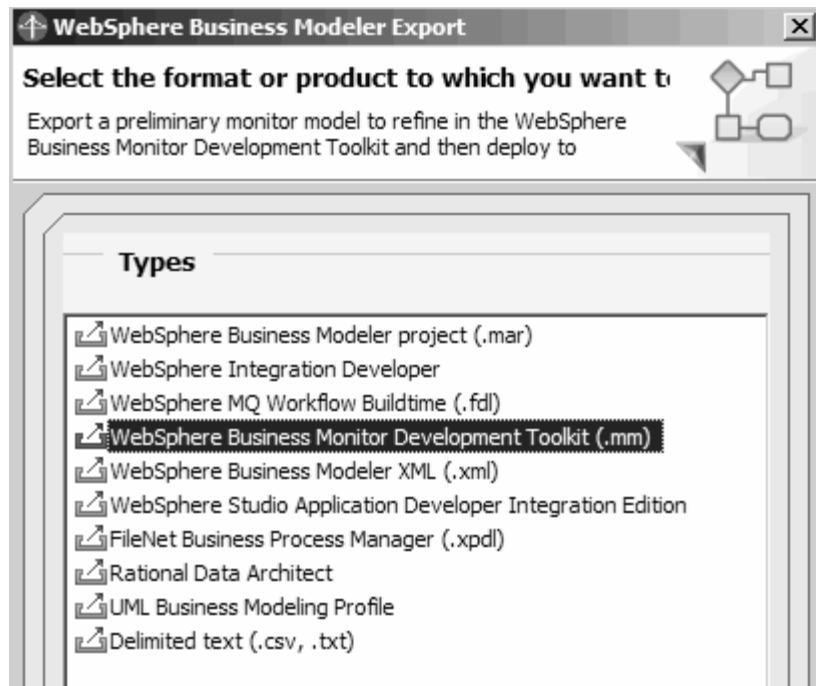 WebSphere Business Modeler Export
Select the format or product to which you want t
Export a preliminary monitor model to refine in the WebSphere
Business Monitor Development Toolkit and then deploy to
Types
WebSphere Business Modeler project (.mar)
WebSphere Integration Developer
WebSphere MQ Workflow Buildtime (.fdl)
WebSphere Business Monitor Development Toolkit (.mm)
WebSphere Business Modeler XML (.xml)
WebSphere Studio Application Developer Integration Edition
FileNet Business Process Manager (.xpdl)
Rational Data Architect
UML Business Modeling Profile
Delimited text (.csv, .txt)